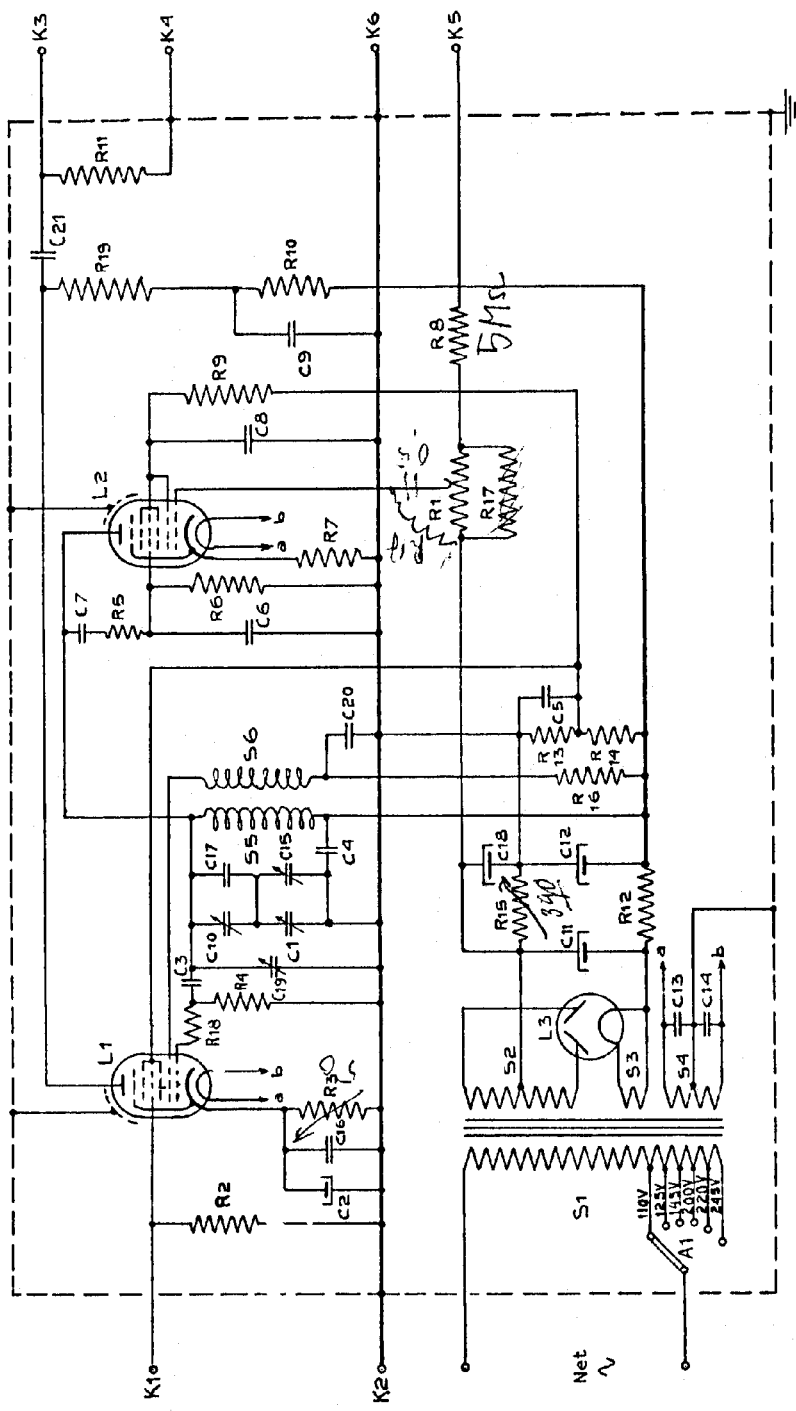 K3
K4
K6
K5
R11
C21
R19
R10
C9
R8
5MΩ
R9
C8
L2
R1
R17
b
a
R7
C7
R5
R6
C6
C20
S6
S5
C5
R
13
R
14
R
16
C17
C15
C4
C10
C1
C18
C12
R15
390
R12
C11
C3
C19
R4
R18
L1
L3
a
b
C13
C14
S2
S3
S4
b
a
R3
C16
C2
R2
S1
110V
125V
145V
200V
220V
245V
A1
K1
K2
Net
~